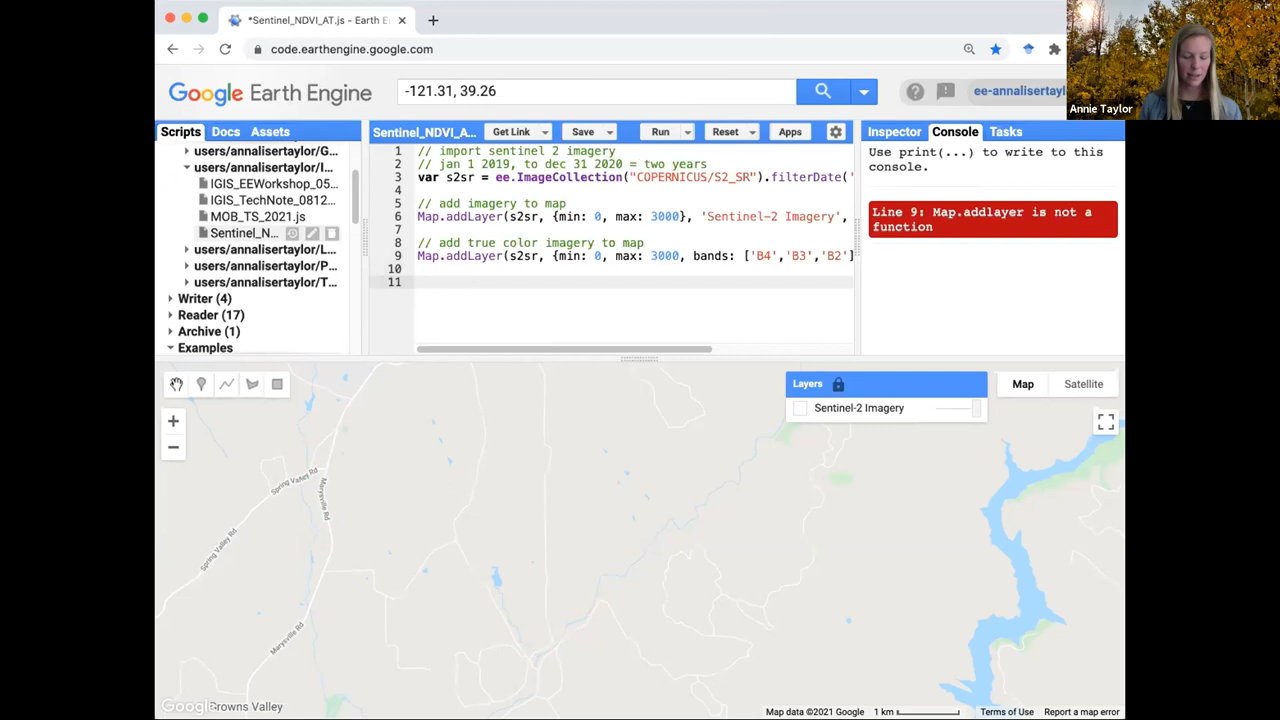 *Sentinel_NDVI_AT.js - Earth E
code.earthengine.google.com
Google Earth Engine
-121.31, 39.26
ee-annalisertayl
Annie Taylor
Scripts Docs Assets
users/annalisertaylor/G...
users/annalisertaylor/I...
IGIS_EEWorkshop_05...
IGIS_TechNote_0812...
MOB_TS_2021.js
Sentinel_N...
users/annalisertaylor/L...
users/annalisertaylor/P...
users/annalisertaylor/T...
Writer (4)
Reader (17)
Archive (1)
Examples
Sentinel_NDVI_A... Get Link Save Run Reset Apps
1 // import sentinel 2 imagery
2 // jan 1 2019, to dec 31 2020 = two years
3 var s2sr = ee.ImageCollection("COPERNICUS/S2_SR").filterDate('
4
5 // add imagery to map
6 Map.addLayer(s2sr, {min: 0, max: 3000}, 'Sentinel-2 Imagery',
7
8 // add true color imagery to map
9 Map.addLayer(s2sr, {min: 0, max: 3000, bands: ['B4','B3','B2']
10
11
Inspector Console Tasks
Use print(...) to write to this
console.
Line 9: Map.addlayer is not a
function
Layers
Sentinel-2 Imagery
Map Satellite
Spring Valley Rd
Marysville Rd
Spring Valley Rd
Marysville Rd
Google
Browns Valley
Map data ©2021 Google 1 km Terms of Use Report a map error